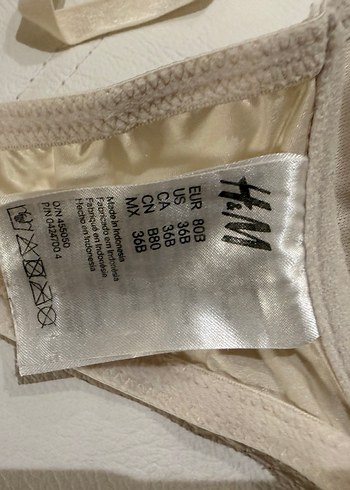 H&M
EUR 80B
US 36B
CA 36B
CN B80
MX 36B
Made in Indonesia
Fabricado em Indonésia
Fabriqué en Indonésie
Hecho en Indonesia
O/N 455050
P/N 0424700 4